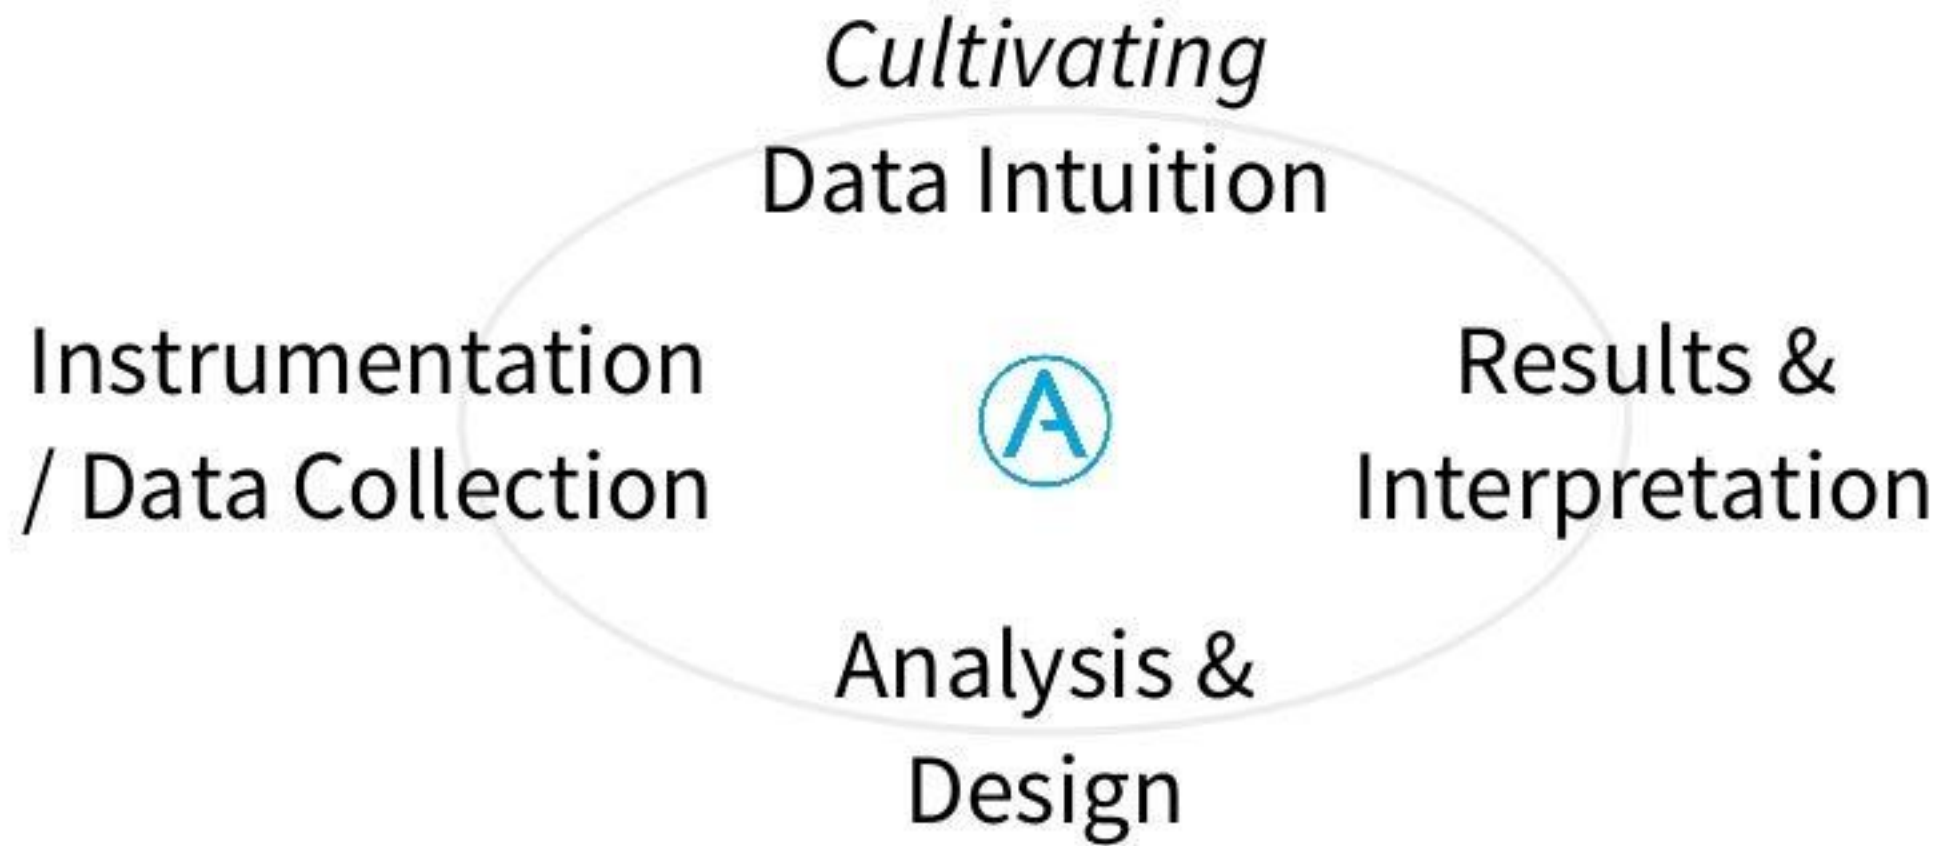 Cultivating
Data Intuition
Instrumentation
/ Data Collection
A
Results &
Interpretation
Analysis &
Design